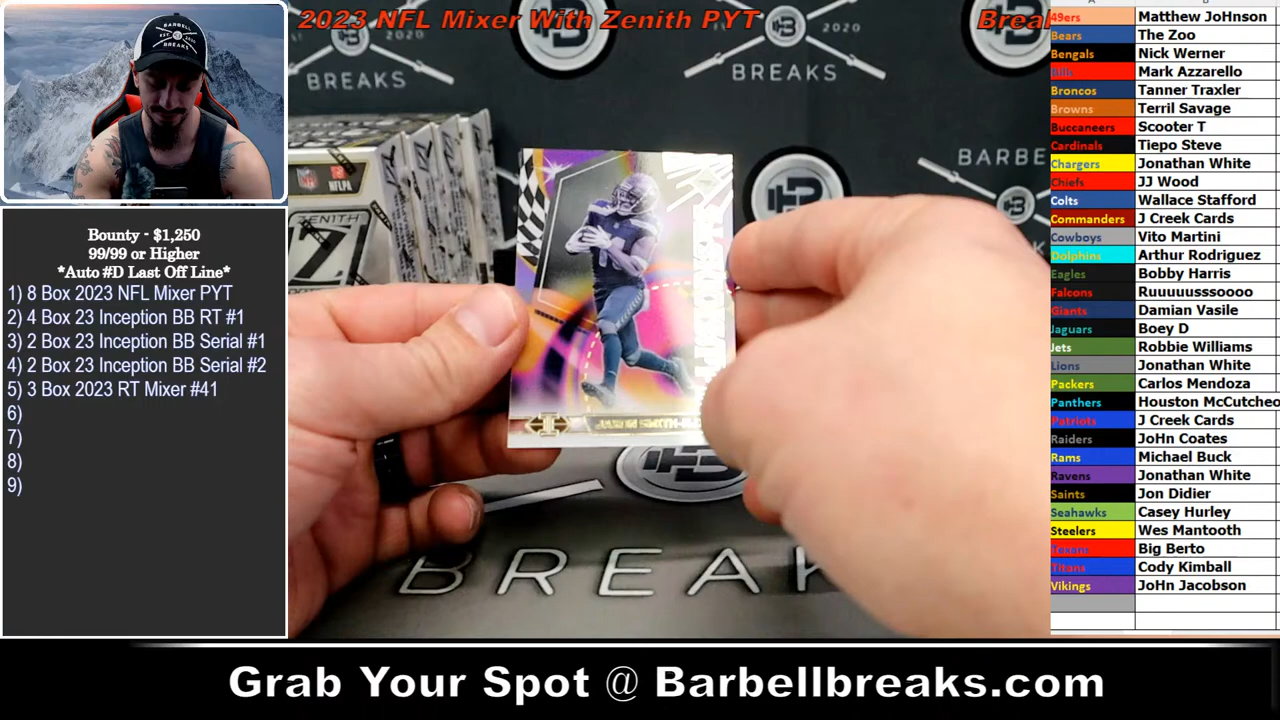 2023 NFL Mixer With Zenith PYT
Breal
BARBELL
BREAKS
2020
BREAKS
2020
BREAKS
BARBE
NFL
NFLPA
ZENITH
BREAK
Bounty - $1,250
99/99 or Higher
*Auto #D Last Off Line*
1) 8 Box 2023 NFL Mixer PYT
2) 4 Box 23 Inception BB RT #1
3) 2 Box 23 Inception BB Serial #1
4) 2 Box 23 Inception BB Serial #2
5) 3 Box 2023 RT Mixer #41
6)
7)
8)
9)
49ers Matthew JoHnson
Bears The Zoo
Bengals Nick Werner
Bills Mark Azzarello
Broncos Tanner Traxler
Browns Terril Savage
Buccaneers Scooter T
Cardinals Tiepo Steve
Chargers Jonathan White
Chiefs JJ Wood
Colts Wallace Stafford
Commanders J Creek Cards
Cowboys Vito Martini
Dolphins Arthur Rodriguez
Eagles Bobby Harris
Falcons Ruuuuusssoooo
Giants Damian Vasile
Jaguars Boey D
Jets Robbie Williams
Lions Jonathan White
Packers Carlos Mendoza
Panthers Houston McCutcheo
Patriots J Creek Cards
Raiders JoHn Coates
Rams Michael Buck
Ravens Jonathan White
Saints Jon Didier
Seahawks Casey Hurley
Steelers Wes Mantooth
Texans Big Berto
Titans Cody Kimball
Vikings JoHn Jacobson
Grab Your Spot @ Barbellbreaks.com